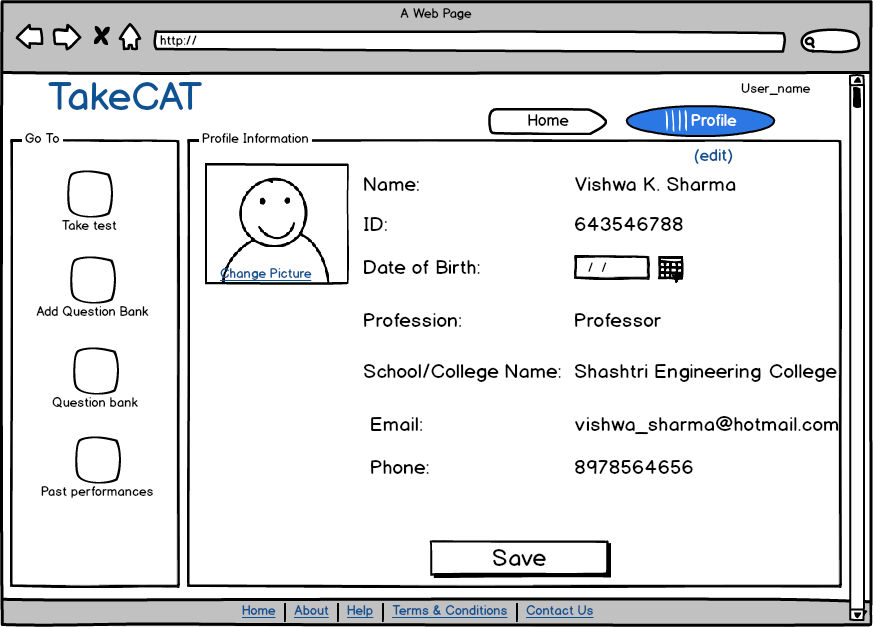 A Web Page
http://
TakeCAT
User_name
Home
Profile
Go To
Profile Information
(edit)
Take test
Add Question Bank
Question bank
Past performances
Change Picture
Name: Vishwa K. Sharma
ID: 643546788
Date of Birth: / /
Profession: Professor
School/College Name: Shashtri Engineering College
Email: vishwa_sharma@hotmail.com
Phone: 8978564656
Save
Home About Help Terms & Conditions Contact Us